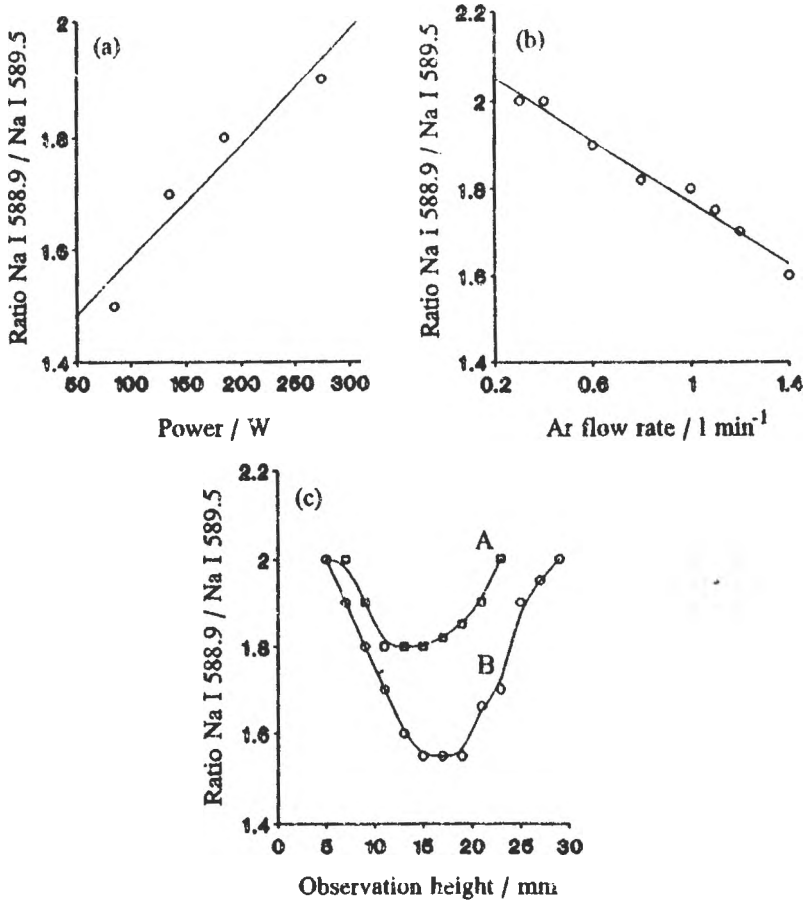 (a)
Ratio Na I 588.9 / Na I 589.5
2
1.8
1.6
1.4
50 100 150 200 250 300
Power / W
(b)
Ratio Na I 588.9 / Na I 589.5
2.2
2
1.8
1.6
1.4
0.2 0.6 1 1.4
Ar flow rate / l min⁻¹
(c)
Ratio Na I 588.9 / Na I 589.5
2.2
2
1.8
1.6
1.4
A
B
0 5 10 15 20 25 30
Observation height / mm